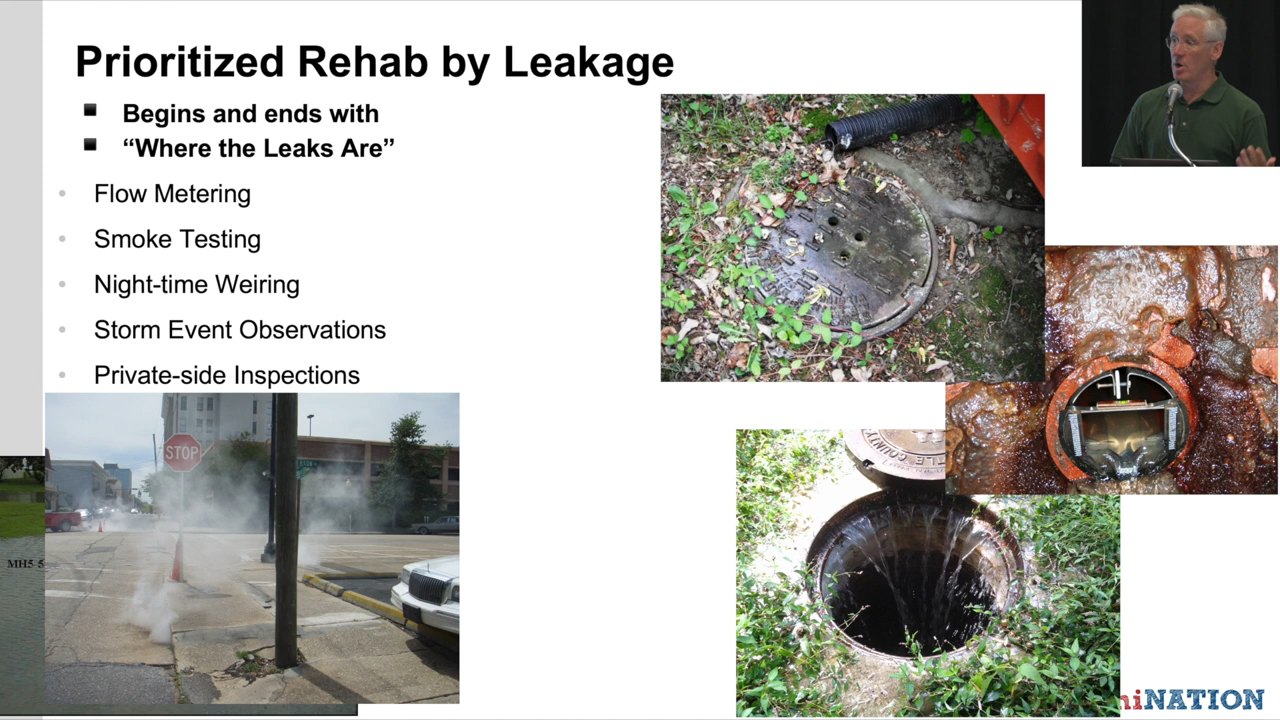 Prioritized Rehab by Leakage
Begins and ends with
“Where the Leaks Are”
Flow Metering
Smoke Testing
Night-time Weiring
Storm Event Observations
Private-side Inspections
STOP
MH5-5
NATION